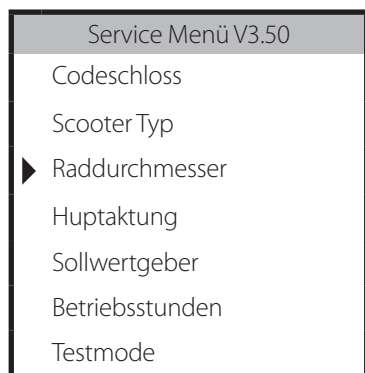 Service Menü V3.50
Codeschloss
Scooter Typ
Raddurchmesser
Huptaktung
Sollwertgeber
Betriebsstunden
Testmode